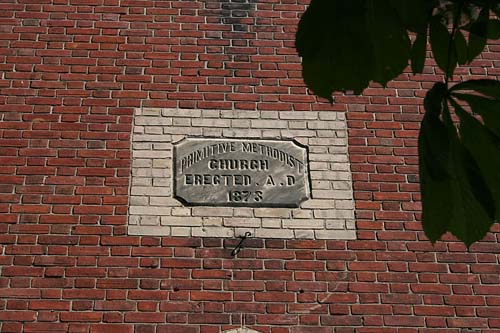 PRIMITIVE METHODIST
CHURCH
ERECTED. A. D
1873